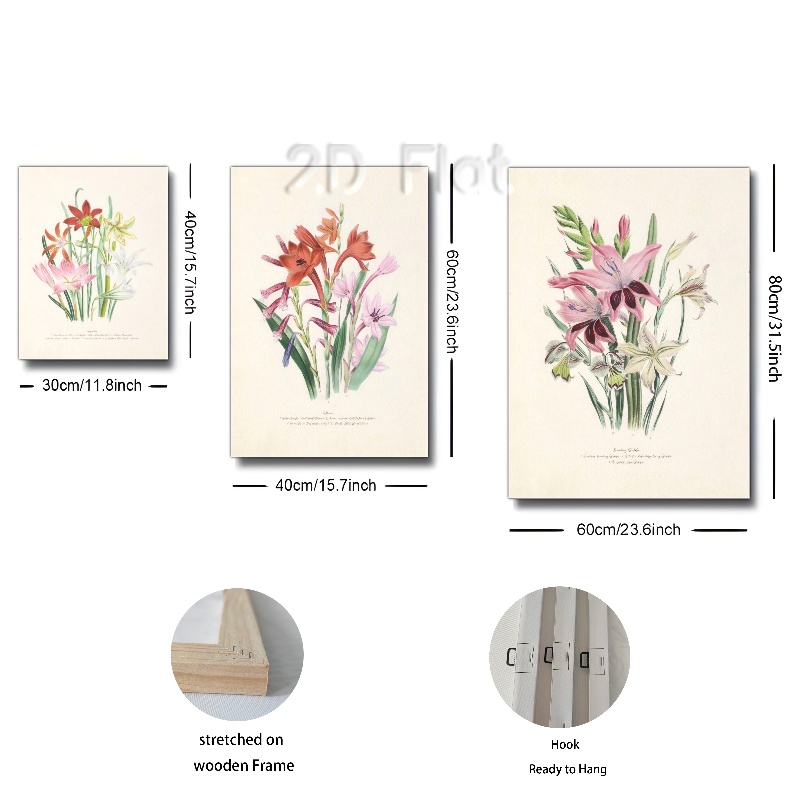 2D Flat
40cm/15.7inch
30cm/11.8inch
60cm/23.6inch
40cm/15.7inch
80cm/31.5inch
60cm/23.6inch
stretched on
wooden Frame
Hook
Ready to Hang